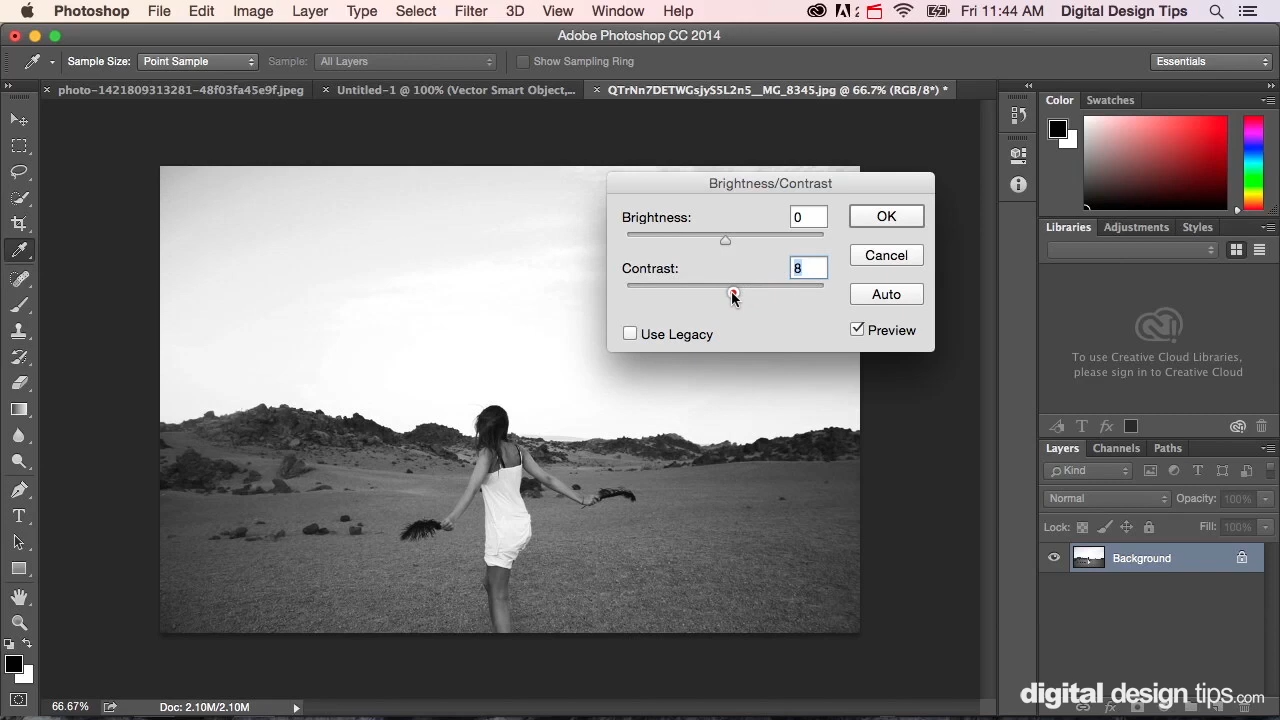 Photoshop File Edit Image Layer Type Select Filter 3D View Window Help Fri 11:44 AM Digital Design Tips
Adobe Photoshop CC 2014
Sample Size: Point Sample Sample: All Layers Show Sampling Ring Essentials
photo-1421809313281-48f03fa45e9f.jpeg Untitled-1 @ 100% (Vector Smart Object,... QTrNn7DETWGsjyS5L2n5__MG_8345.jpg @ 66.7% (RGB/8*) *
Color Swatches
Brightness/Contrast
Brightness: 0 OK
Cancel
Contrast: 8
Auto
Use Legacy Preview
Libraries Adjustments Styles
To use Creative Cloud Libraries,
please sign in to Creative Cloud
Layers Channels Paths
Kind
Normal Opacity: 100%
Lock: Fill: 100%
Background
66.67% Doc: 2.10M/2.10M
digital design tips.com